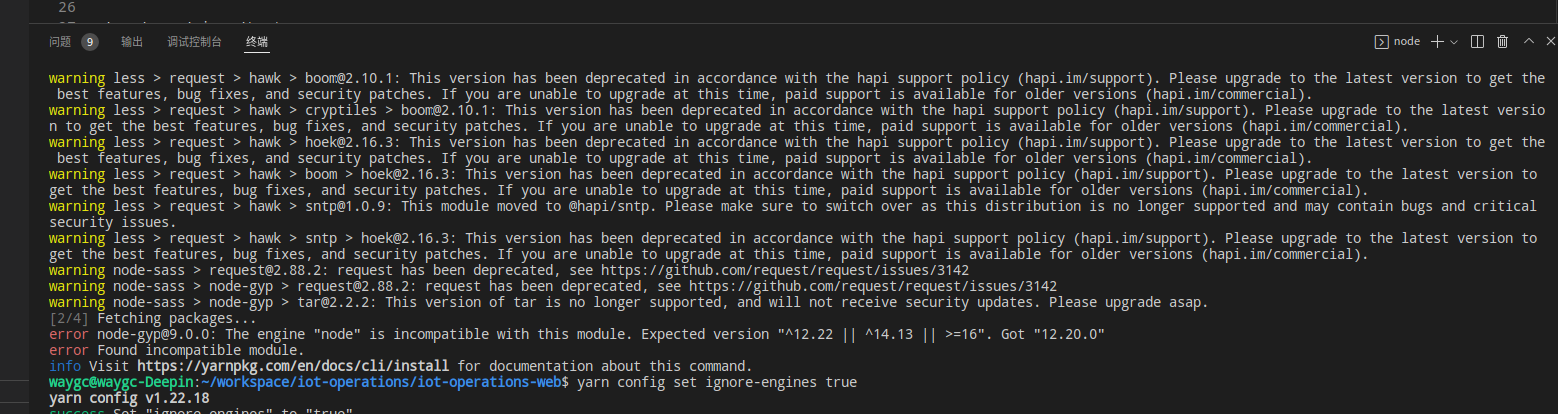 26
问题 9 输出 调试控制台 终端 node
warning less > request > hawk > boom@2.10.1: This version has been deprecated in accordance with the hapi support policy (hapi.im/support). Please upgrade to the latest version to get the
best features, bug fixes, and security patches. If you are unable to upgrade at this time, paid support is available for older versions (hapi.im/commercial).
warning less > request > hawk > cryptiles > boom@2.10.1: This version has been deprecated in accordance with the hapi support policy (hapi.im/support). Please upgrade to the latest versio
n to get the best features, bug fixes, and security patches. If you are unable to upgrade at this time, paid support is available for older versions (hapi.im/commercial).
warning less > request > hawk > hoek@2.16.3: This version has been deprecated in accordance with the hapi support policy (hapi.im/support). Please upgrade to the latest version to get the
best features, bug fixes, and security patches. If you are unable to upgrade at this time, paid support is available for older versions (hapi.im/commercial).
warning less > request > hawk > boom > hoek@2.16.3: This version has been deprecated in accordance with the hapi support policy (hapi.im/support). Please upgrade to the latest version to
get the best features, bug fixes, and security patches. If you are unable to upgrade at this time, paid support is available for older versions (hapi.im/commercial).
warning less > request > hawk > sntp@1.0.9: This module moved to @hapi/sntp. Please make sure to switch over as this distribution is no longer supported and may contain bugs and critical
security issues.
warning less > request > hawk > sntp > hoek@2.16.3: This version has been deprecated in accordance with the hapi support policy (hapi.im/support). Please upgrade to the latest version to
get the best features, bug fixes, and security patches. If you are unable to upgrade at this time, paid support is available for older versions (hapi.im/commercial).
warning node-sass > request@2.88.2: request has been deprecated, see https://github.com/request/request/issues/3142
warning node-sass > node-gyp > request@2.88.2: request has been deprecated, see https://github.com/request/request/issues/3142
warning node-sass > node-gyp > tar@2.2.2: This version of tar is no longer supported, and will not receive security updates. Please upgrade asap.
[2/4] Fetching packages...
error node-gyp@9.0.0: The engine "node" is incompatible with this module. Expected version "^12.22 || ^14.13 || >=16". Got "12.20.0"
error Found incompatible module.
info Visit https://yarnpkg.com/en/docs/cli/install for documentation about this command.
waygc@waygc-Deepin:~/workspace/iot-operations/iot-operations-web$ yarn config set ignore-engines true
yarn config v1.22.18
success Set "ignore-engines" to "true"